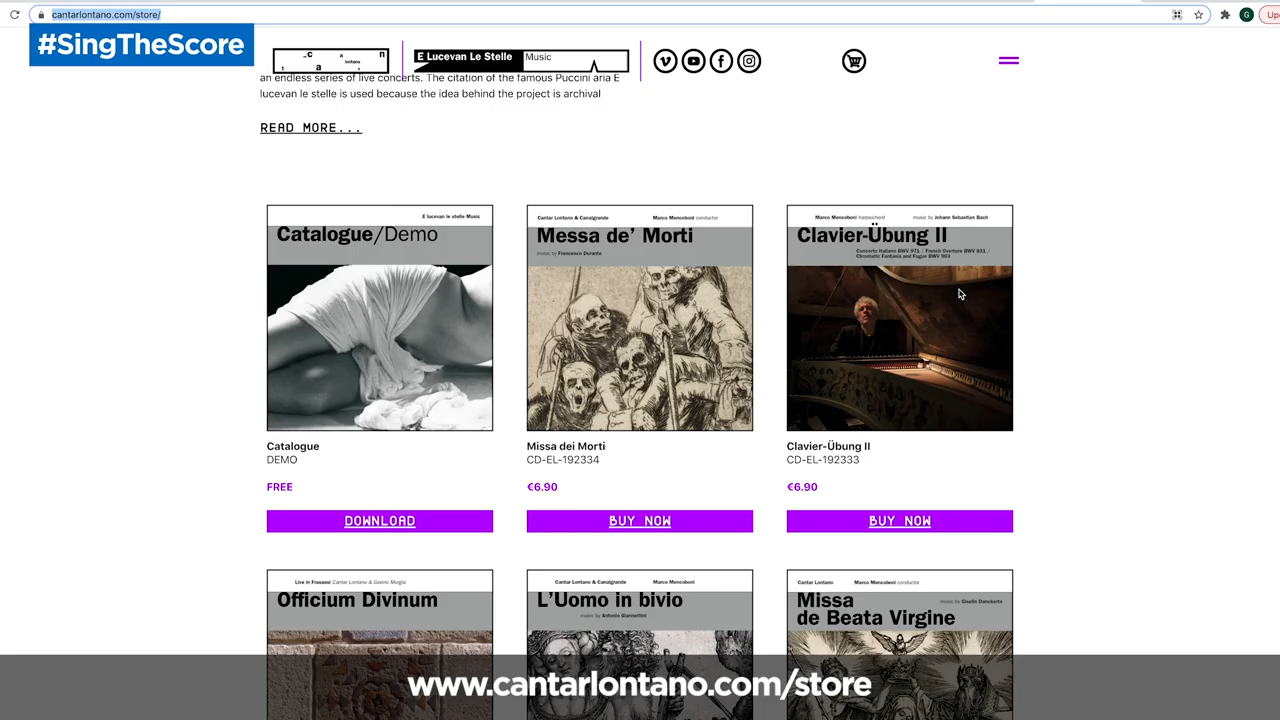 cantarlontano.com/store/
Up
#SingTheScore
E Lucevan Le Stelle Music
an endless series of live concerts. The citation of the famous Puccini aria E
lucevan le stelle is used because the idea behind the project is archival
READ MORE...
E lucevan le stelle Music
Catalogue/Demo
Cantar Lontano & Canalgrande Marco Mencoboni conductor
Messa de' Morti
music by Francesco Durante
Marco Mencoboni harpsichord music by Johann Sebastian Bach
Clavier-Übung II
Concerto Italiano BWV 971 / French Overture BWV 831 /
Chromatic Fantasia and Fugue BWV 903
Catalogue
DEMO
FREE
DOWNLOAD
Missa dei Morti
CD-EL-192334
€6.90
BUY NOW
Clavier-Übung II
CD-EL-192333
€6.90
BUY NOW
Live in Frasassi Cantar Lontano & Gavino Murgia
Officium Divinum
Cantar Lontano & Canalgrande Marco Mencoboni
L'Uomo in bivio
music by Antonio Giannettini
Cantar Lontano Marco Mencoboni conductor
Missa
de Beata Virgine
music by Giselin Danckerts
www.cantarlontano.com/store